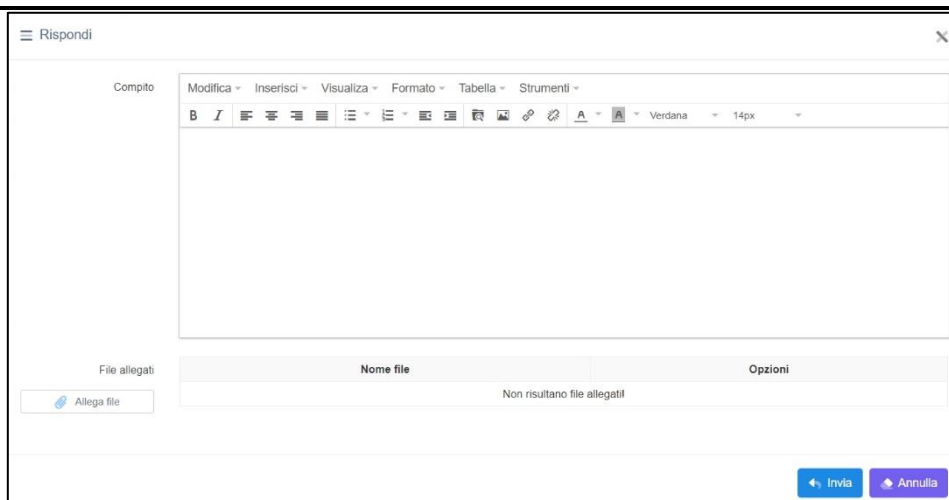 Rispondi
Compito
Modifica Inserisci Visualizza Formato Tabella Strumenti
B I A A Verdana 14px
File allegati
Nome file Opzioni
Allega file
Non risultano file allegati!
Invia Annulla